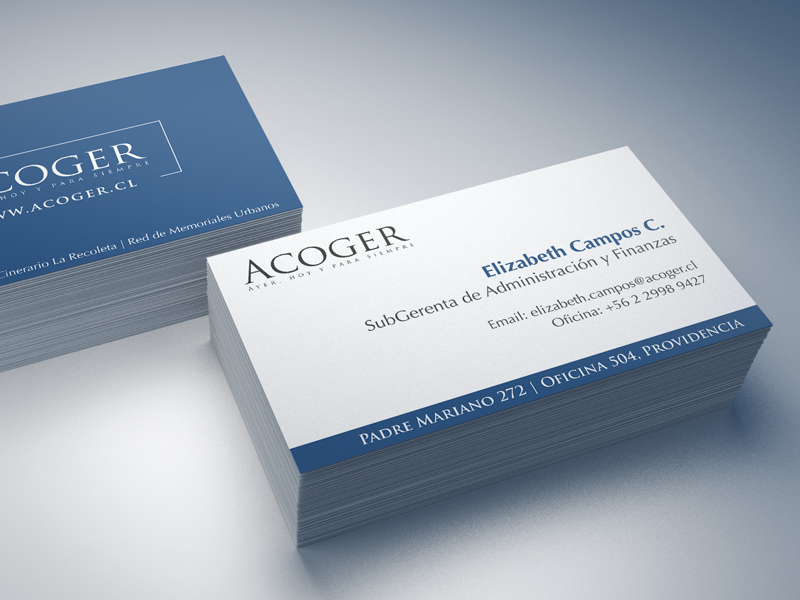 COGER
HOY Y PARA SIEMPRE
WW.ACOGER.CL
Cinerario La Recoleta | Red de Memoriales Urbanos
ACOGER
AYER, HOY Y PARA SIEMPRE
Elizabeth Campos C.
SubGerenta de Administración y Finanzas
Email: elizabeth.campos@acoger.cl
Oficina: +56 2 2998 9427
PADRE MARIANO 272 | OFICINA 504, PROVIDENCIA